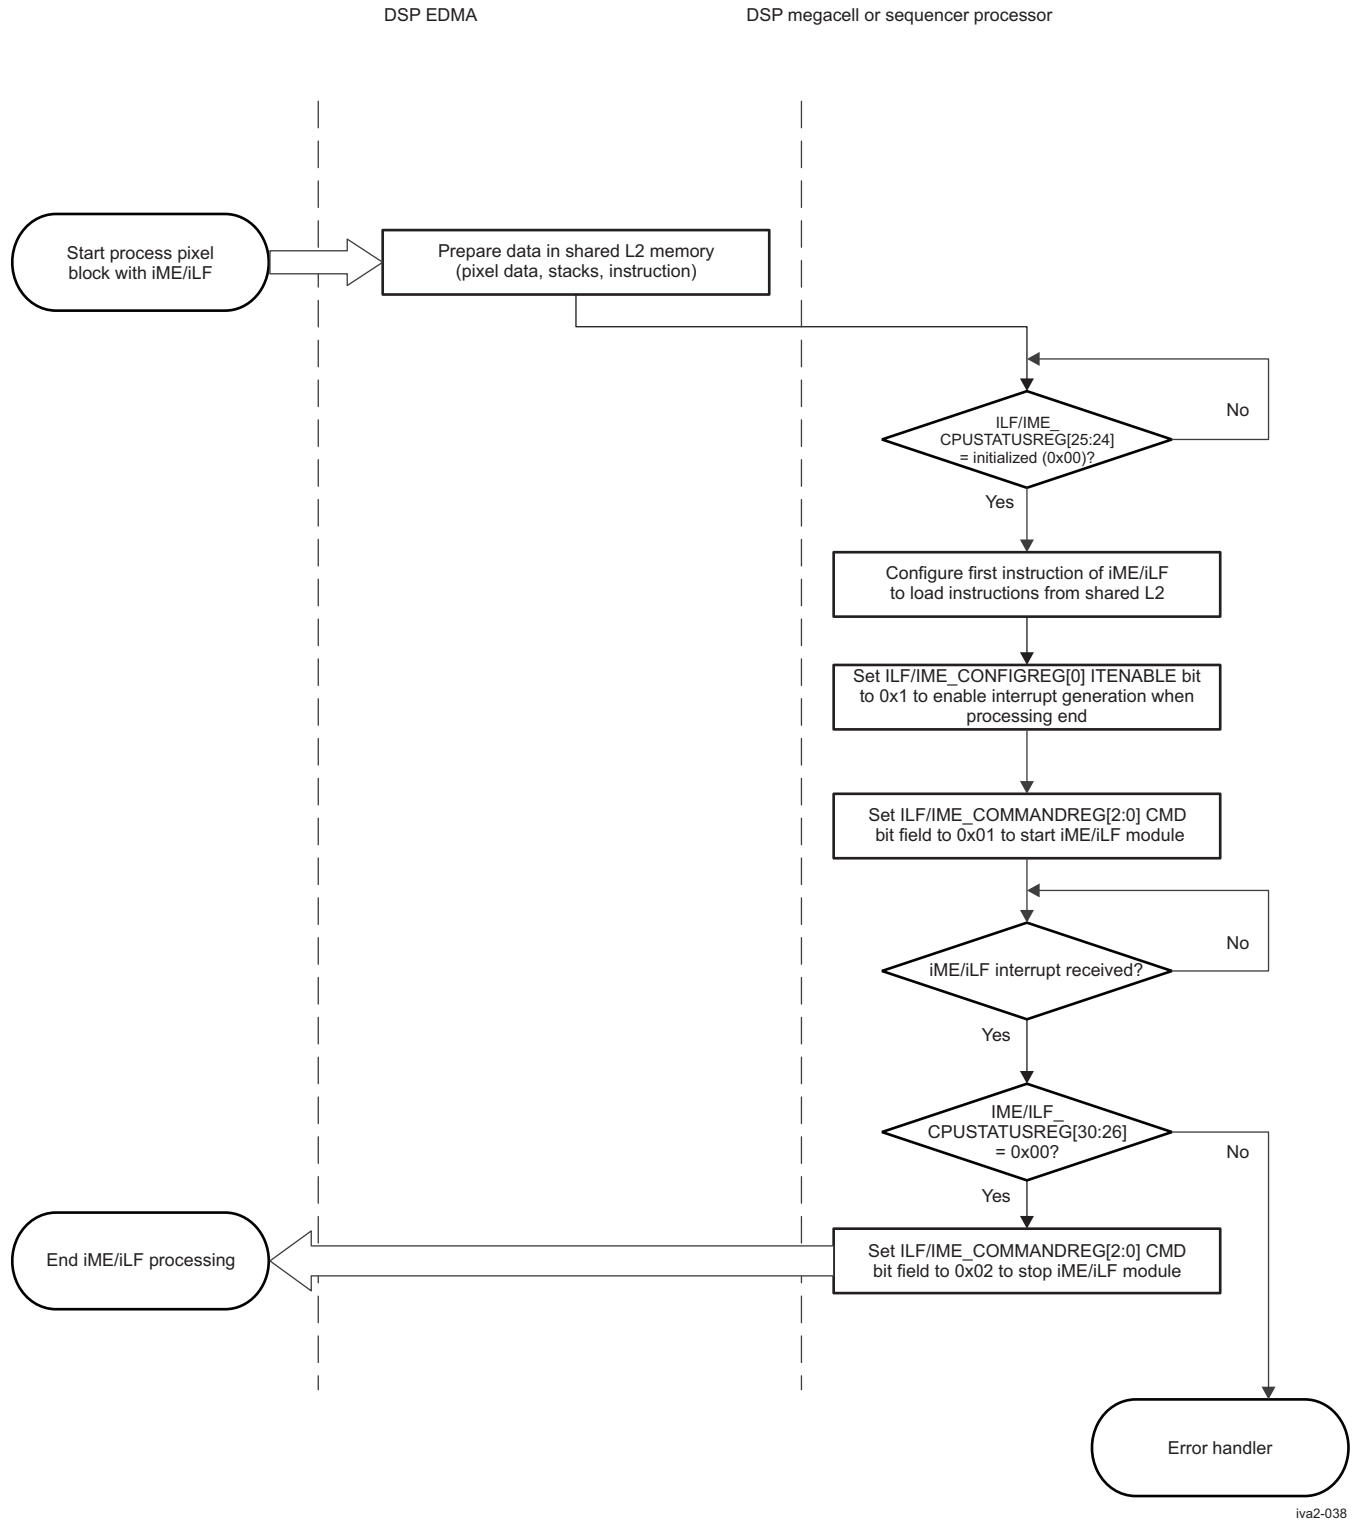 DSP EDMA
DSP megacell or sequencer processor
Start process pixel
block with iME/iLF
Prepare data in shared L2 memory
(pixel data, stacks, instruction)
ILF/IME_
CPUSTATUSREG[25:24]
= initialized (0x00)?
No
Yes
Configure first instruction of iME/iLF
to load instructions from shared L2
Set ILF/IME_CONFIGREG[0] ITENABLE bit
to 0x1 to enable interrupt generation when
processing end
Set ILF/IME_COMMANDREG[2:0] CMD
bit field to 0x01 to start iME/iLF module
iME/iLF interrupt received?
No
Yes
IME/ILF_
CPUSTATUSREG[30:26]
= 0x00?
No
Yes
End iME/iLF processing
Set ILF/IME_COMMANDREG[2:0] CMD
bit field to 0x02 to stop iME/iLF module
Error handler
iva2-038